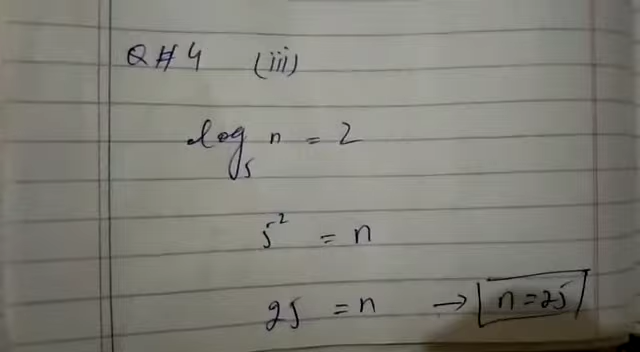 Q#4 (iii)
log₅ n = 2
5² = n
25 = n → n = 25